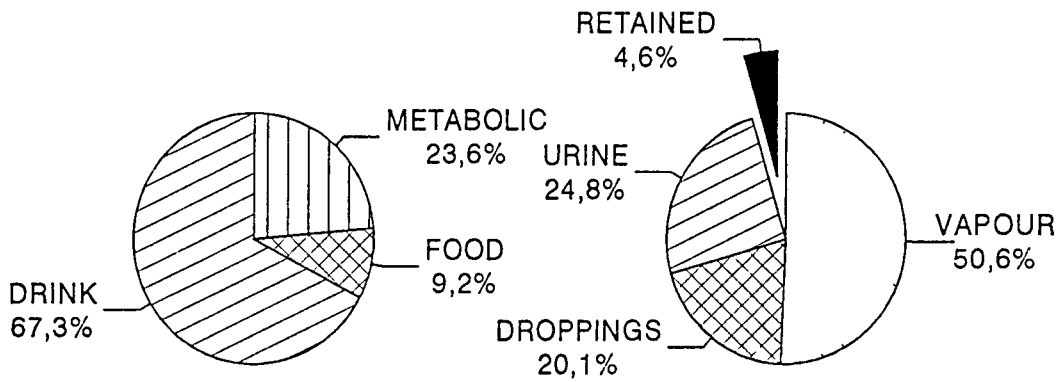 METABOLIC
23,6%
FOOD
9,2%
DRINK
67,3%
RETAINED
4,6%
URINE
24,8%
VAPOUR
50,6%
DROPPINGS
20,1%